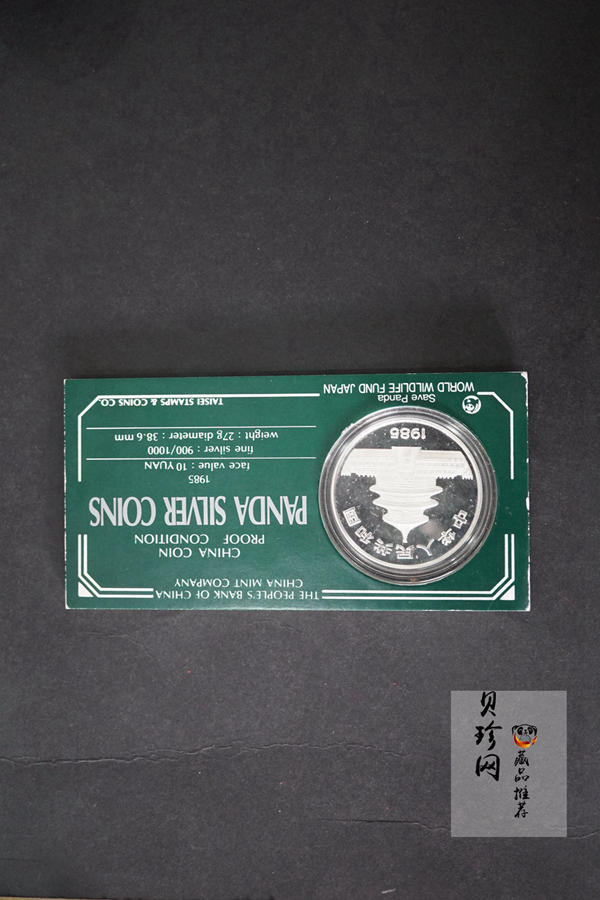 THE PEOPLE'S BANK OF CHINA
CHINA MINT COMPANY
CHINA COIN
PROOF CONDITION
PANDA SILVER COINS
1985
face value : 10 YUAN
fine silver : 900/1000
weight : 27g diameter : 38.6 mm
TAISEI STAMPS & COINS CO.
中華人民共和國
1985
Save Panda
WORLD WILDLIFE FUND JAPAN
贝珍网
藏品推荐